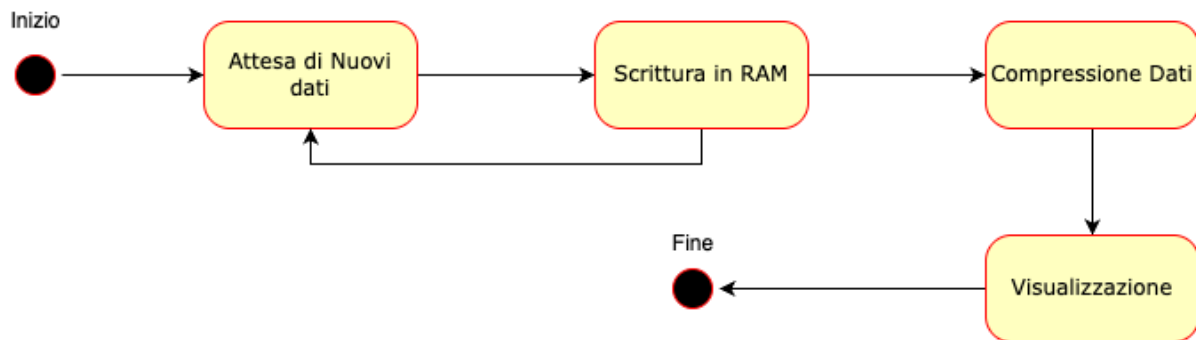 Inizio
Attesa di Nuovi
dati
Scrittura in RAM
Compressione Dati
Fine
Visualizzazione